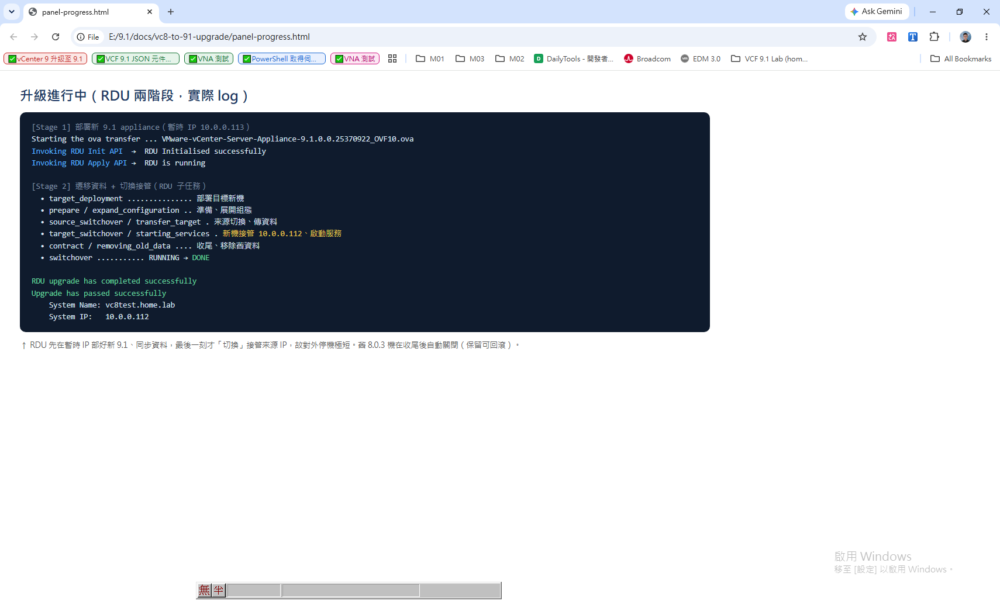 panel-progress.html
Ask Gemini
File
E:/9.1/docs/vc8-to-91-upgrade/panel-progress.html
✅vCenter 9 升級至 9.1
✅VCF 9.1 JSON 元件...
✅VNA 測試
✅PowerShell 取得伺...
✅VNA 測試
M01
M03
M02
DailyTools - 開發者...
Broadcom
EDM 3.0
VCF 9.1 Lab (hom...
All Bookmarks
升級進行中（RDU 兩階段，實際 log）
[Stage 1] 部署新 9.1 appliance（暫時 IP 10.0.0.113）
Starting the ova transfer ... VMware-vCenter-Server-Appliance-9.1.0.0.25370922_OVF10.ova
Invoking RDU Init API → RDU Initialised successfully
Invoking RDU Apply API → RDU is running
[Stage 2] 遷移資料 + 切換接管（RDU 子任務）
• target_deployment ............... 部署目標新機
• prepare / expand_configuration .. 準備、展開組態
• source_switchover / transfer_target . 來源切換、傳資料
• target_switchover / starting_services . 新機接管 10.0.0.112、啟動服務
• contract / removing_old_data .... 收尾、移除舊資料
• switchover ........... RUNNING → DONE
RDU upgrade has completed successfully
Upgrade has passed successfully
System Name: vc8test.home.lab
System IP: 10.0.0.112
↑ RDU 先在暫時 IP 部好新 9.1、同步資料，最後一刻才「切換」接管來源 IP，故對外停機極短。舊 8.0.3 機在收尾後自動關閉（保留可回滾）。
啟用 Windows
移至 [設定] 以啟用 Windows。
無 半